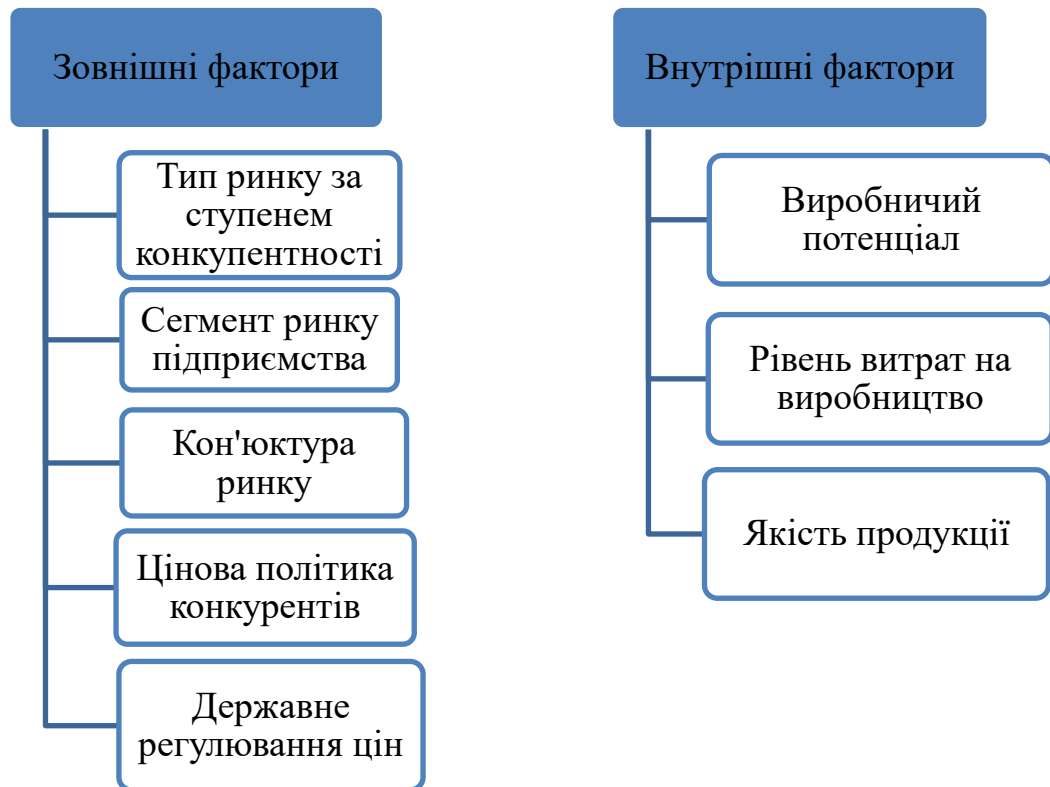 Зовнішні фактори
Тип ринку за
ступенем
конкупентності
Сегмент ринку
підприємства
Кон'юктура
ринку
Цінова політика
конкурентів
Державне
регулювання цін
Внутрішні фактори
Виробничий
потенціал
Рівень витрат на
виробництво
Якість продукції